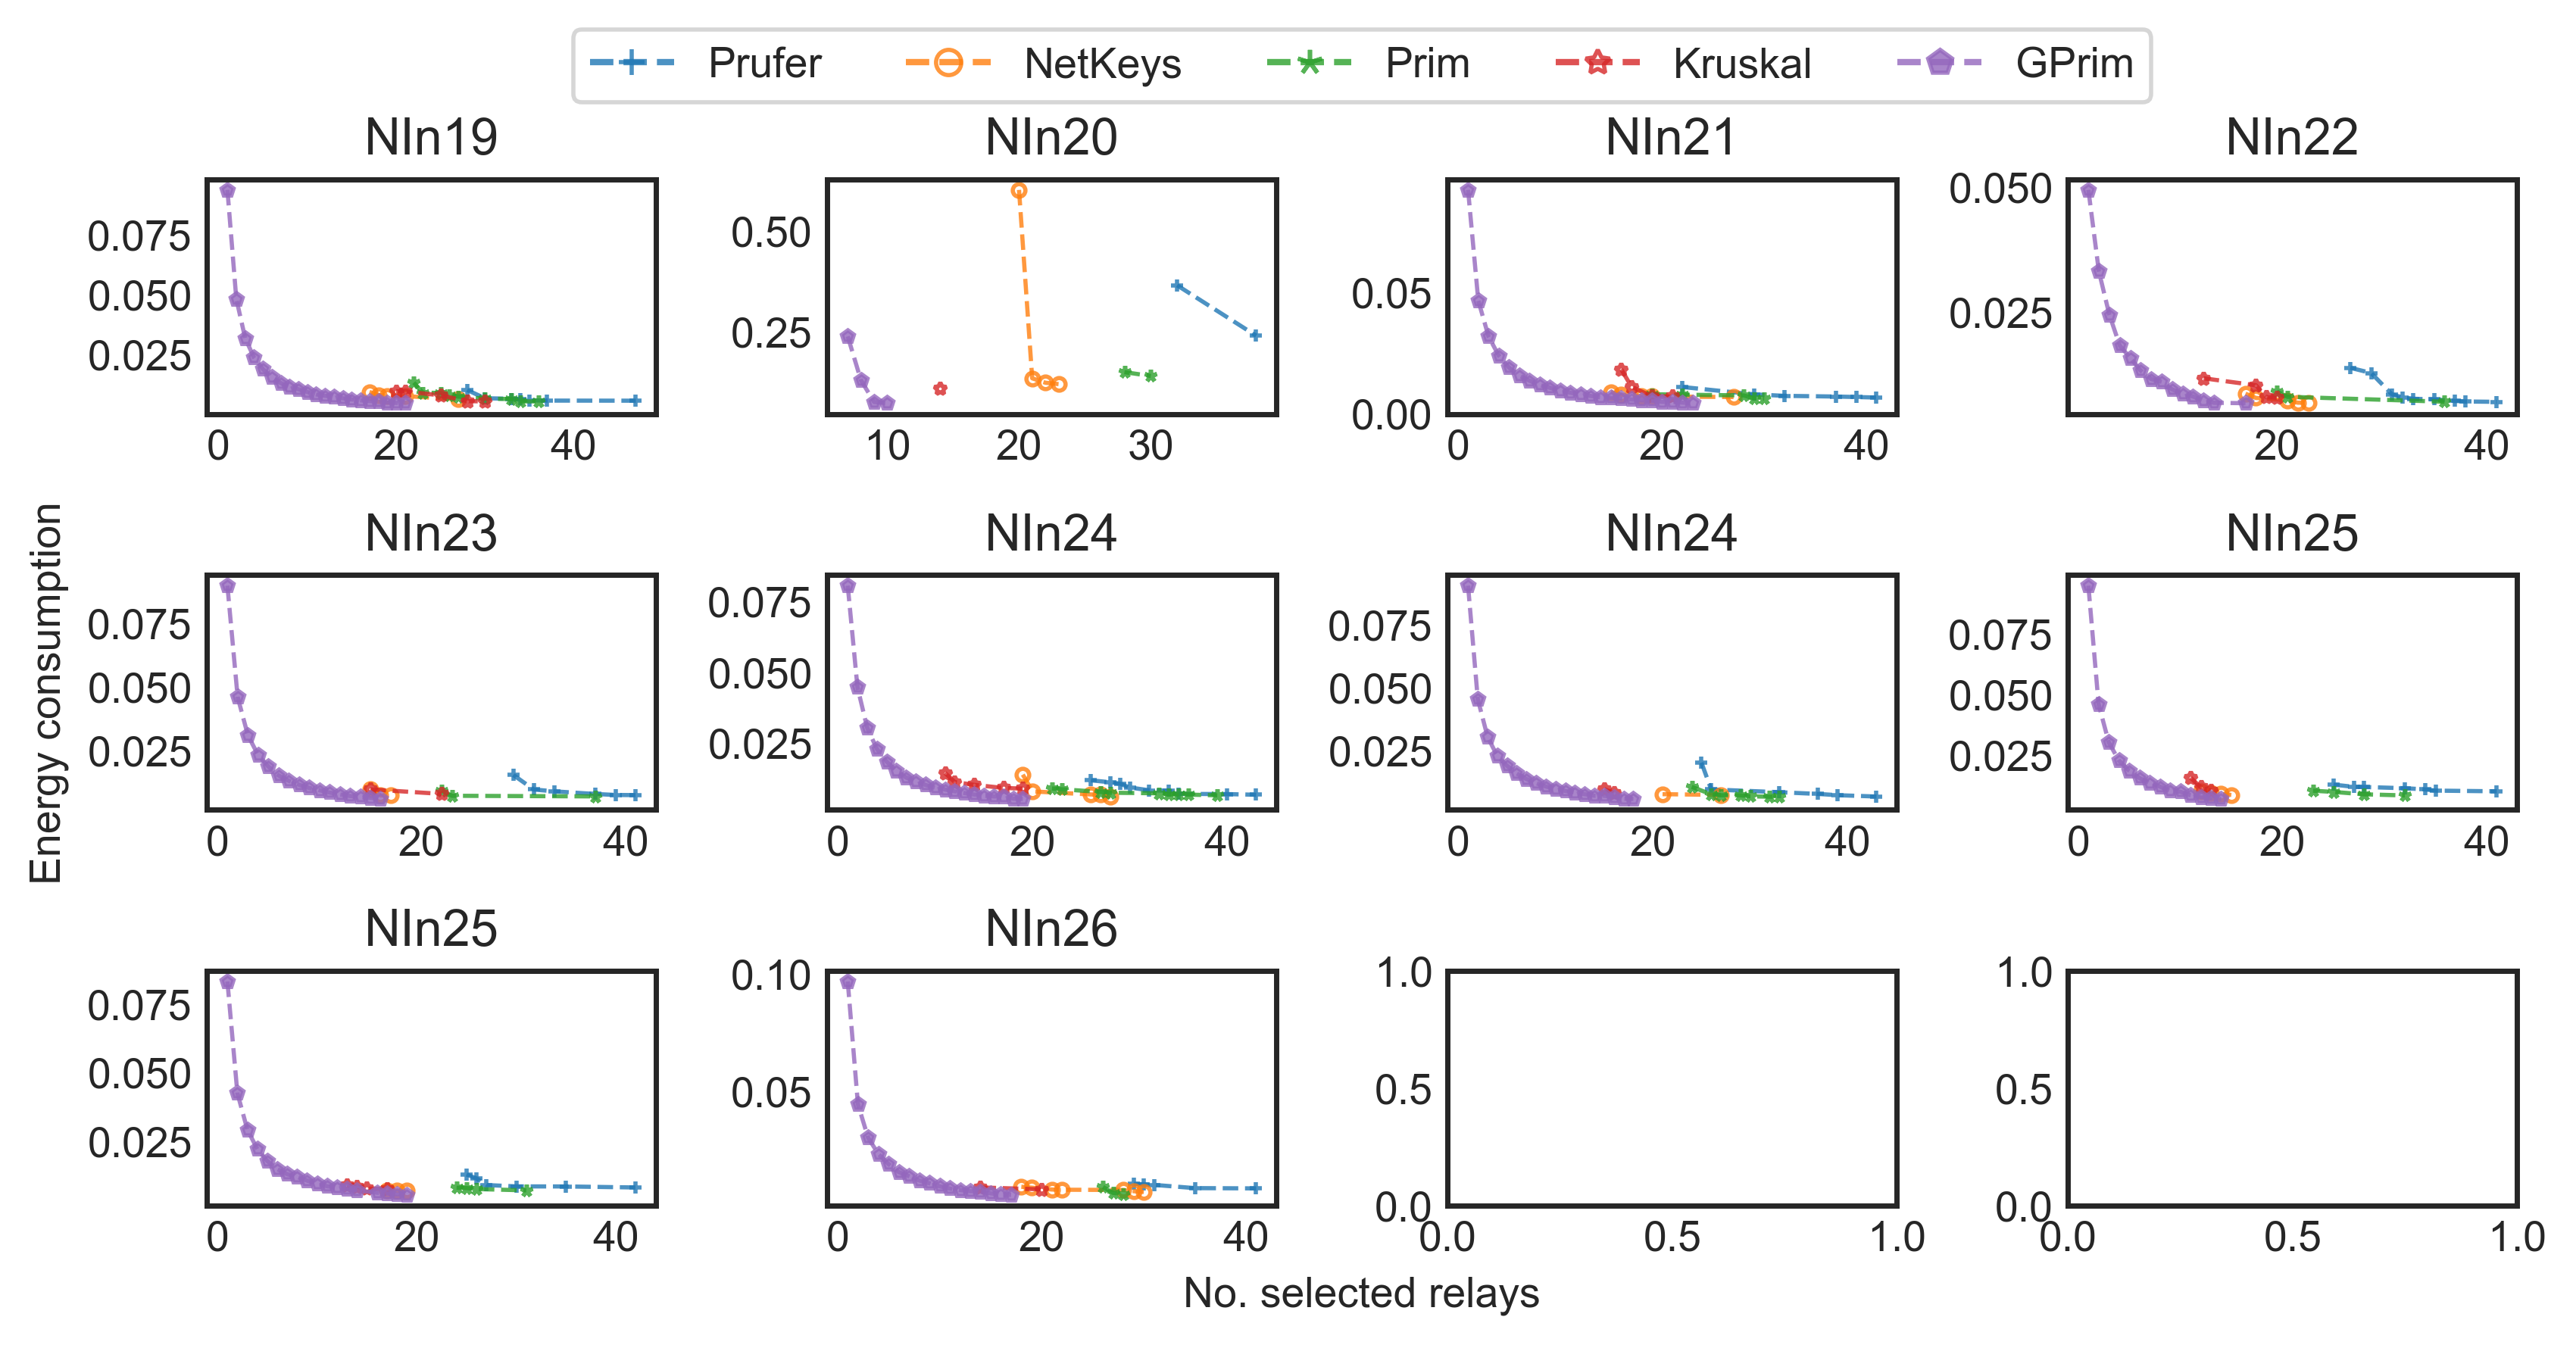 Prufer NetKeys Prim Kruskal GPrim
NIn19 NIn20 NIn21 NIn22
0.075
0.050
0.025
0 20 40
0.50
0.25
10 20 30
0.05
0.00
0 20 40
0.050
0.025
20 40
Energy consumption
NIn23 NIn24 NIn24 NIn25
0.075
0.050
0.025
0 20 40
0.075
0.050
0.025
0 20 40
0.075
0.050
0.025
0 20 40
0.075
0.050
0.025
0 20 40
NIn25 NIn26
0.075
0.050
0.025
0 20 40
0.10
0.05
0 20 40
1.0
0.5
0.0
0.0 0.5 1.0
1.0
0.5
0.0
0.0 0.5 1.0
No. selected relays